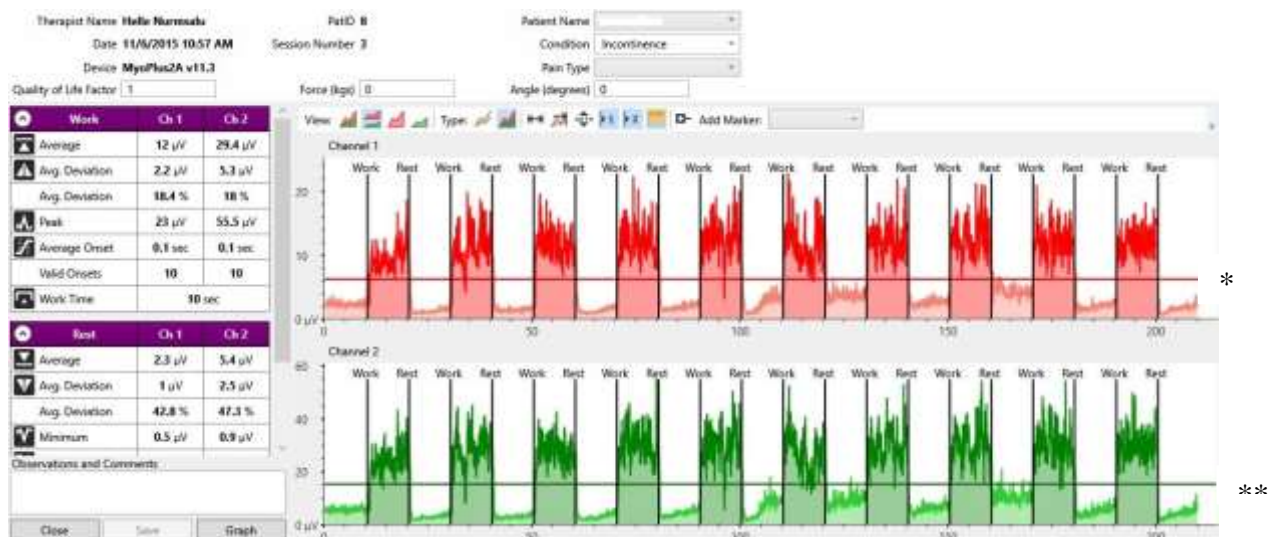 Therapist Name Helle Nurmsalu PatID 8 Patient Name
Date 11/6/2015 10:57 AM Session Number 3 Condition Incontinence
Device MyoPlus2A v11.3 Pain Type
Quality of Life Factor 1 Force (kgs) 0 Angle (degrees) 0
Work Ch 1 Ch 2
Average 12 µV 29.4 µV
Avg. Deviation 2.2 µV 5.3 µV
Avg. Deviation 18.4 % 18 %
Peak 23 µV 55.5 µV
Average Onset 0.1 sec 0.1 sec
Valid Onsets 10 10
Work Time 10 sec
Rest Ch 1 Ch 2
Average 2.3 µV 5.4 µV
Avg. Deviation 1 µV 2.5 µV
Avg. Deviation 42.8 % 47.3 %
Minimum 0.5 µV 0.9 µV
Observations and Comments
Close Save Graph
View: Type: Add Marker:
Channel 1
Work Rest Work Rest Work Rest Work Rest Work Rest Work Rest Work Rest Work Rest Work Rest Work Rest
20
10
*
0 µV
0 50 100 150 200
Channel 2
60
Work Rest Work Rest Work Rest Work Rest Work Rest Work Rest Work Rest Work Rest Work Rest Work Rest
40
20
**
0 µV
0 50 100 150 200